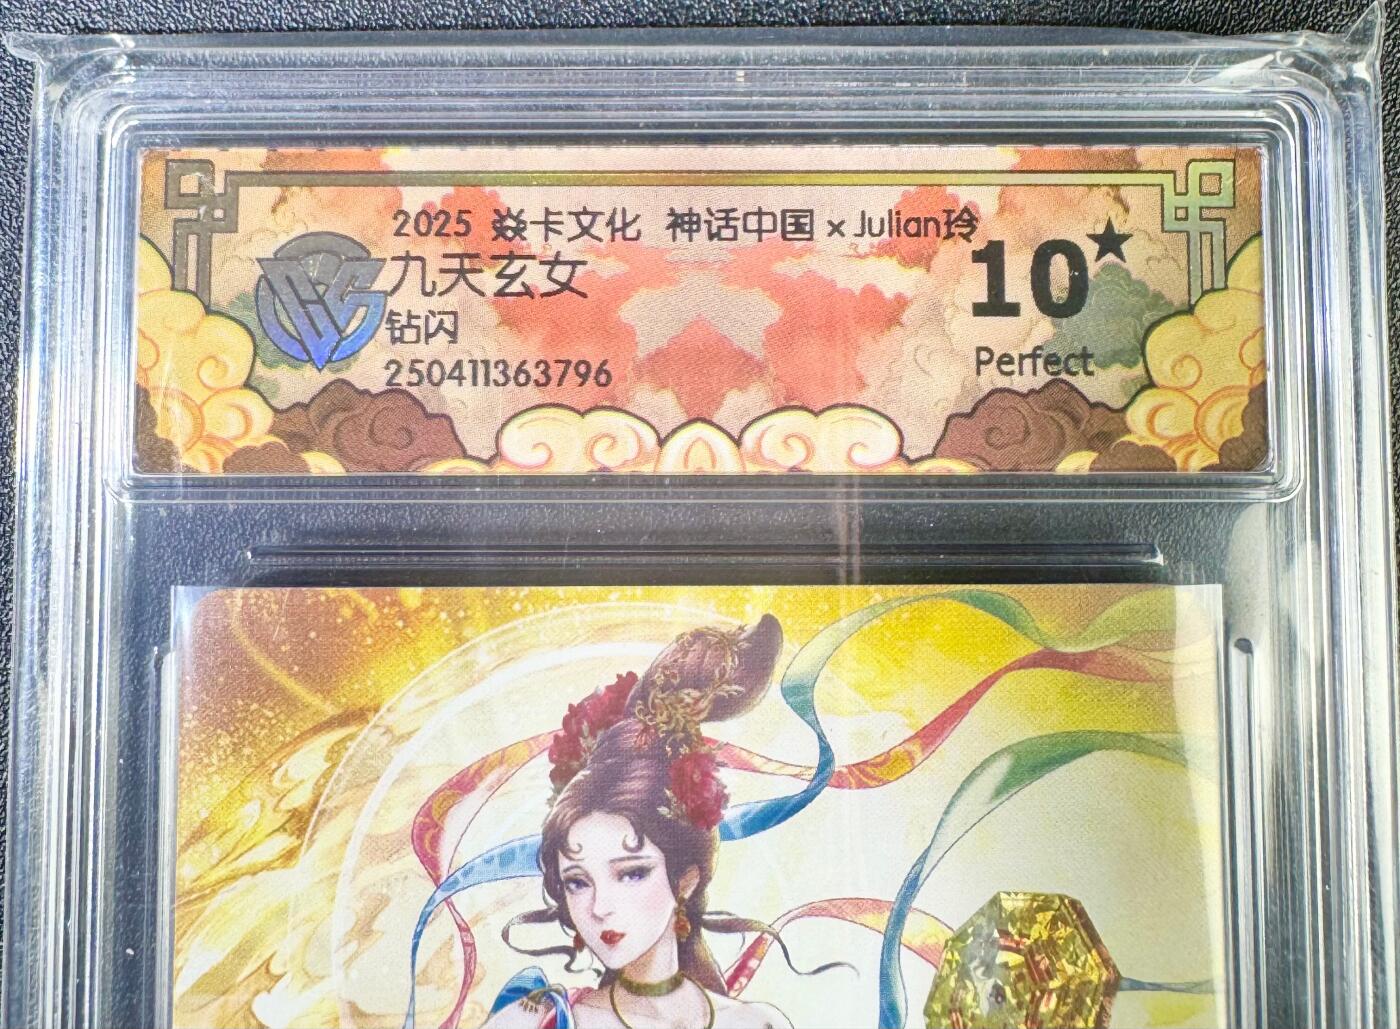 2025 焱卡文化 神话中国 x Julian玲
九天玄女
钻闪
250411363796
10★
Perfect